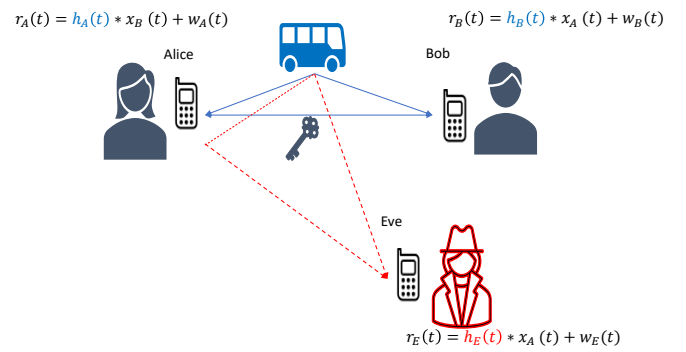 r_A(t) = h_A(t) ∗ x_B (t) + w_A(t)
r_B(t) = h_B(t) ∗ x_A (t) + w_B(t)
Alice
Bob
Eve
r_E(t) = h_E(t) ∗ x_A (t) + w_E(t)